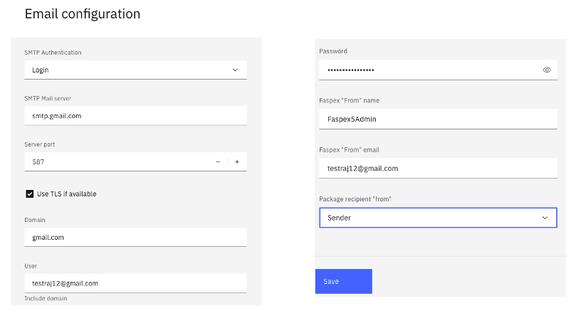 Email configuration
SMTP Authentication
Login
SMTP Mail server
smtp.gmail.com
Server port
587
Use TLS if available
Domain
gmail.com
User
testraj12@gmail.com
Include domain
Password
••••••••••••••••
Faspex "From" name
Faspex5Admin
Faspex "From" email
testraj12@gmail.com
Package recipient "from"
Sender
Save